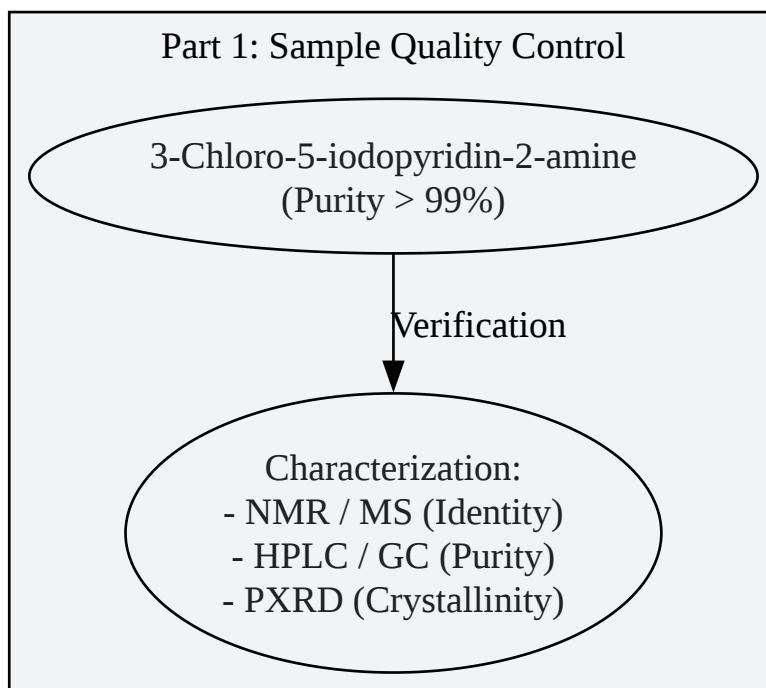 Part 1: Sample Quality Control
3-Chloro-5-iodopyridin-2-amine
(Purity > 99%)
Verification
Characterization:
- NMR / MS (Identity)
- HPLC / GC (Purity)
- PXRD (Crystallinity)